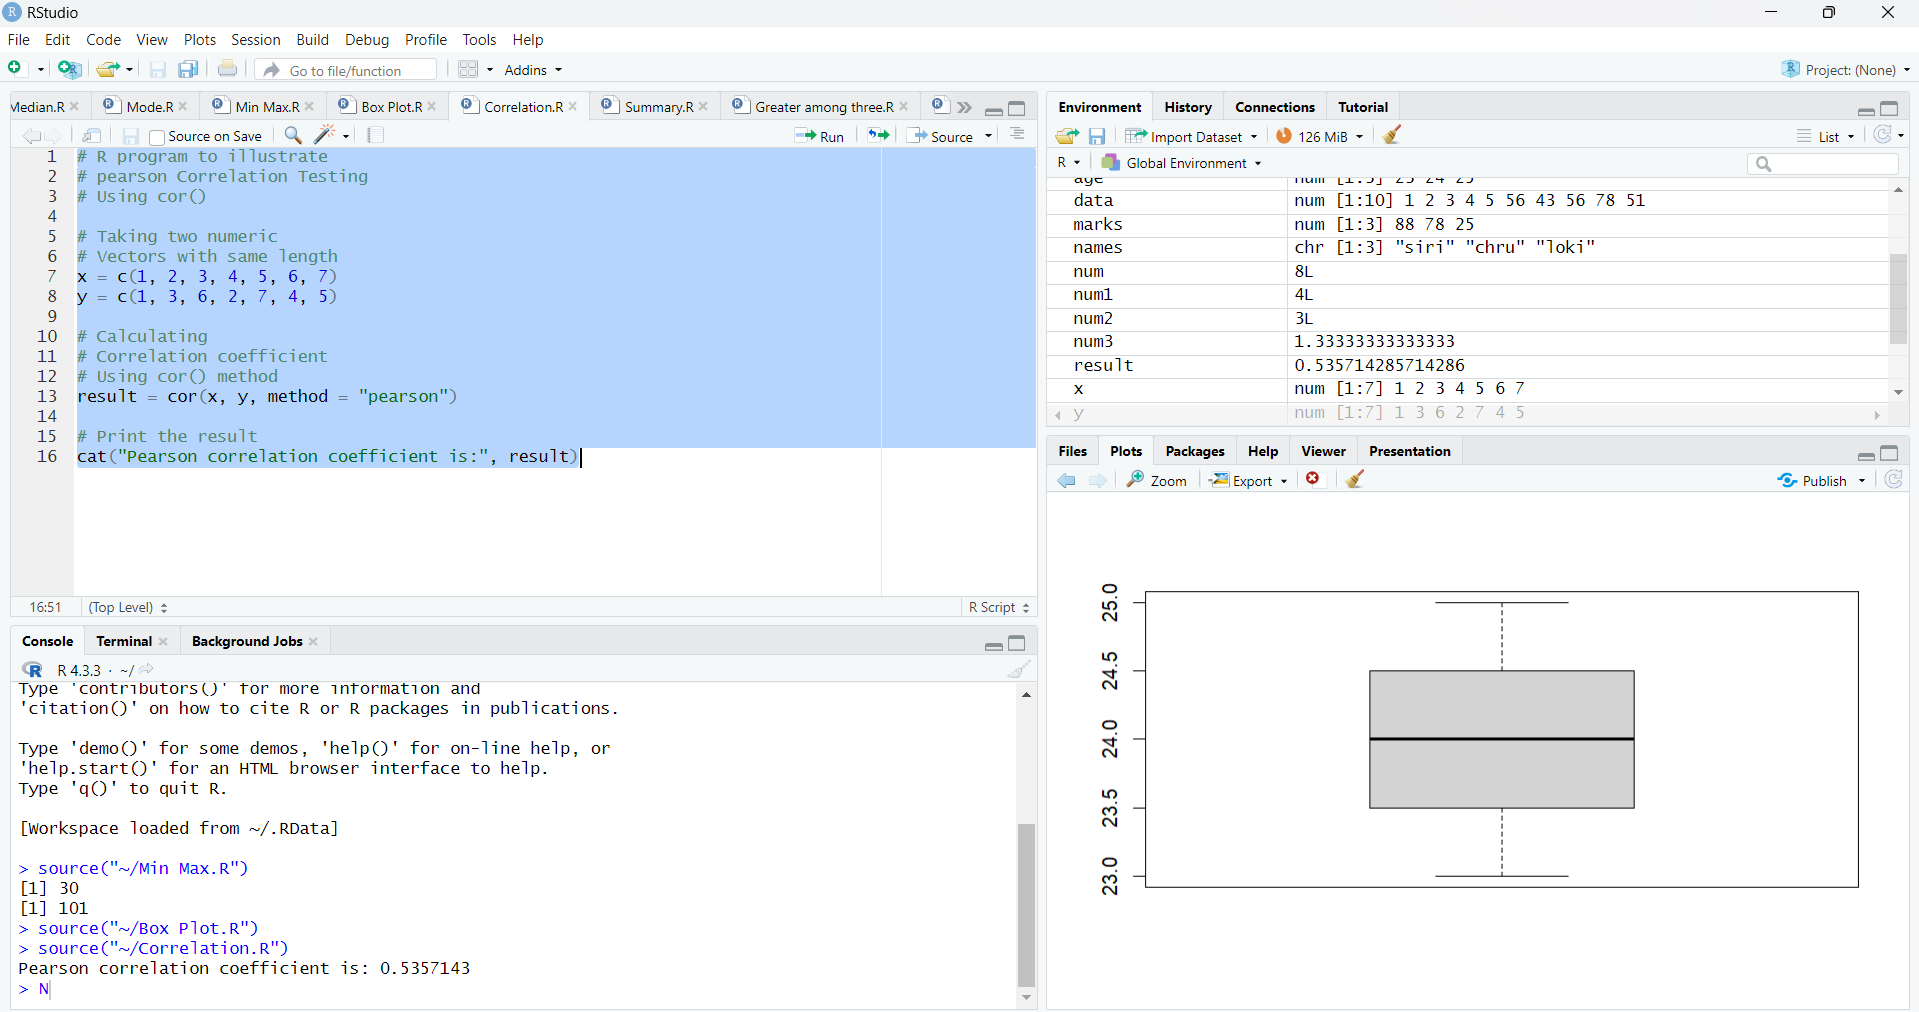 RStudio
File Edit Code View Plots Session Build Debug Profile Tools Help
Go to file/function Addins Project: (None)
Median.R Mode.R Min Max.R Box Plot.R Correlation.R Summary.R Greater among three.R
Source on Save Run Source
1 # R program to illustrate
2 # pearson Correlation Testing
3 # Using cor()
4
5 # Taking two numeric
6 # Vectors with same length
7 x = c(1, 2, 3, 4, 5, 6, 7)
8 y = c(1, 3, 6, 2, 7, 4, 5)
9
10 # Calculating
11 # Correlation coefficient
12 # Using cor() method
13 result = cor(x, y, method = "pearson")
14
15 # Print the result
16 cat("Pearson correlation coefficient is:", result)
16:51 (Top Level) R Script
Console Terminal Background Jobs
R 4.3.3 · ~/
Type 'contributors()' for more information and
'citation()' on how to cite R or R packages in publications.
Type 'demo()' for some demos, 'help()' for on-line help, or
'help.start()' for an HTML browser interface to help.
Type 'q()' to quit R.
[Workspace loaded from ~/.RData]
> source("~/Min Max.R")
[1] 30
[1] 101
> source("~/Box Plot.R")
> source("~/Correlation.R")
Pearson correlation coefficient is: 0.5357143
> N
Environment History Connections Tutorial
Import Dataset 126 MiB List
R Global Environment
age num [1:3] 23 24 25
data num [1:10] 1 2 3 4 5 56 43 56 78 51
marks num [1:3] 88 78 25
names chr [1:3] "siri" "chru" "loki"
num 8L
num1 4L
num2 3L
num3 1.33333333333333
result 0.535714285714286
x num [1:7] 1 2 3 4 5 6 7
y num [1:7] 1 3 6 2 7 4 5
Files Plots Packages Help Viewer Presentation
Zoom Export Publish
25.0
24.5
24.0
23.5
23.0